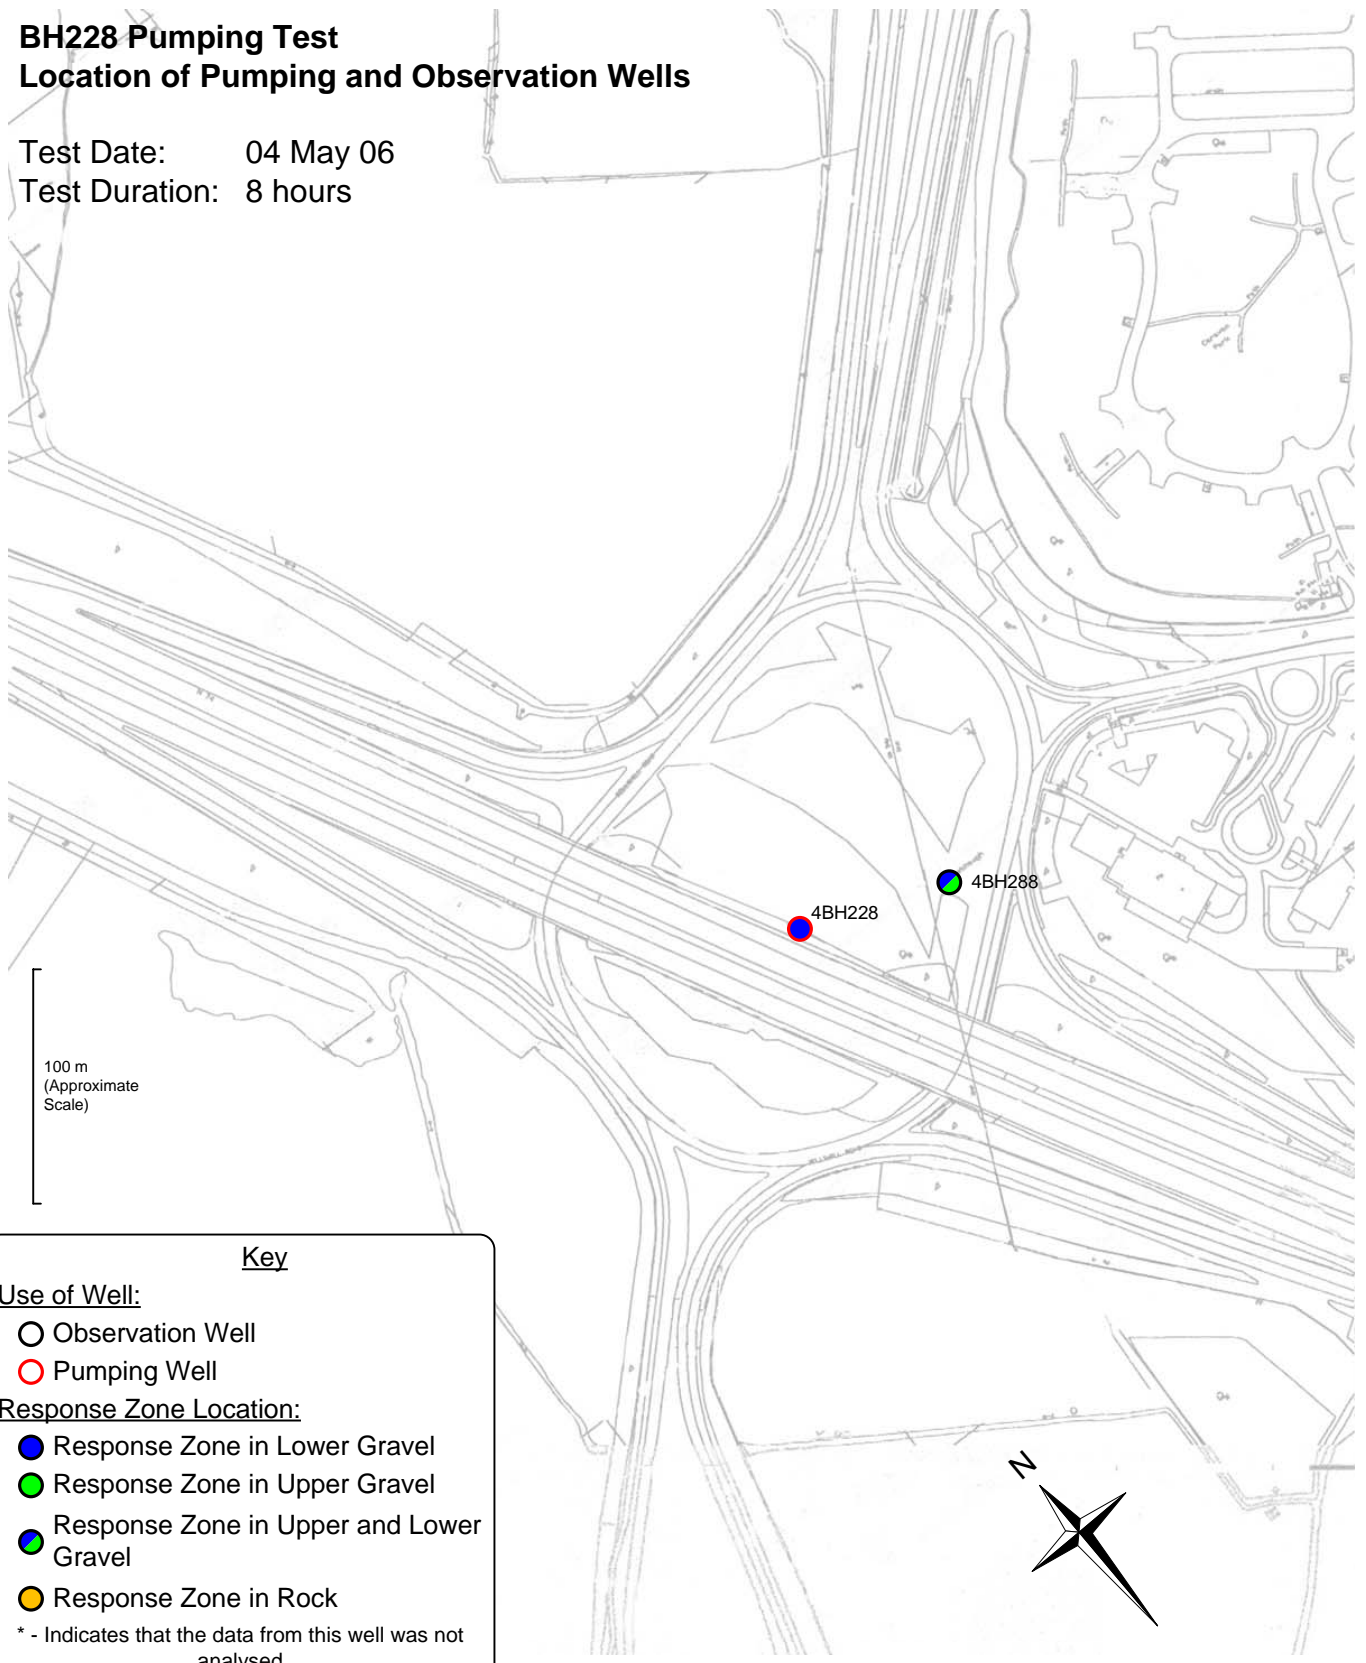 BH228 Pumping Test
Location of Pumping and Observation Wells
Test Date: 04 May 06
Test Duration: 8 hours
4BH288
4BH228
100 m
(Approximate
Scale)
Key
Use of Well:
Observation Well
Pumping Well
Response Zone Location:
Response Zone in Lower Gravel
Response Zone in Upper Gravel
Response Zone in Upper and Lower
Gravel
Response Zone in Rock
* - Indicates that the data from this well was not
analysed
N